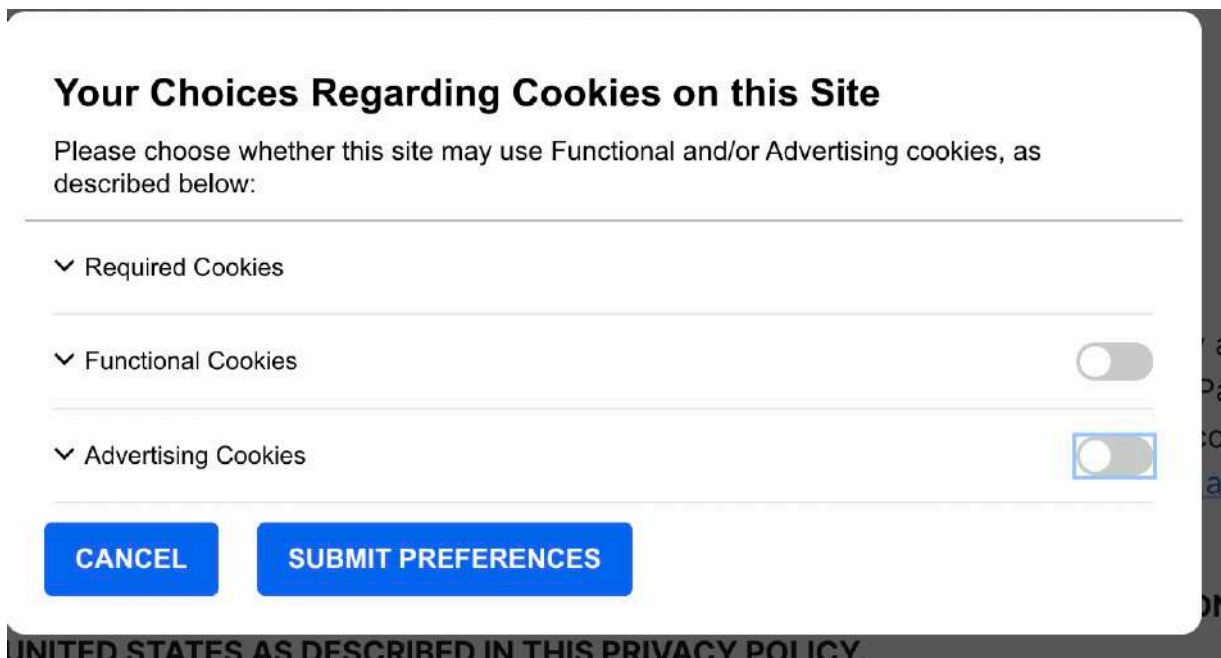 Your Choices Regarding Cookies on this Site
Please choose whether this site may use Functional and/or Advertising cookies, as
described below:
Required Cookies
Functional Cookies
Advertising Cookies
CANCEL SUBMIT PREFERENCES
UNITED STATES AS DESCRIBED IN THIS PRIVACY POLICY